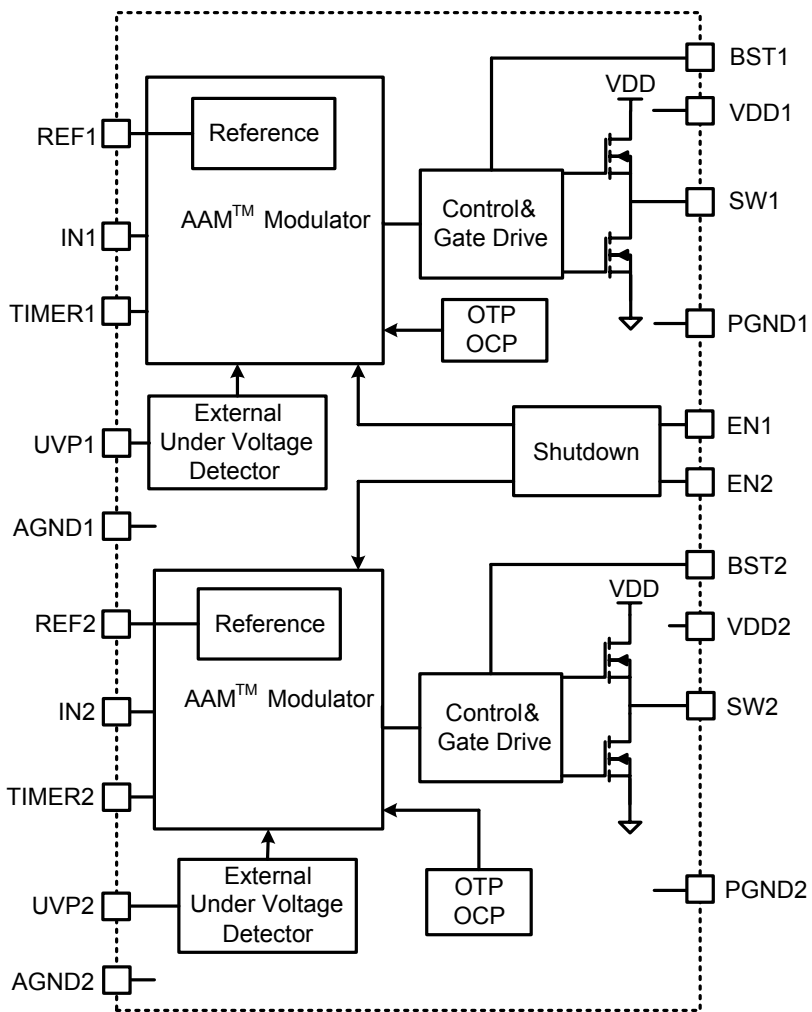 BST1
VDD
VDD1
REF1
Reference
AAM™ Modulator
Control&
Gate Drive
SW1
IN1
TIMER1
OTP
OCP
PGND1
External
Under Voltage
Detector
UVP1
EN1
Shutdown
EN2
AGND1
BST2
VDD
VDD2
REF2
Reference
AAM™ Modulator
Control&
Gate Drive
SW2
IN2
TIMER2
External
Under Voltage
Detector
OTP
OCP
UVP2
PGND2
AGND2